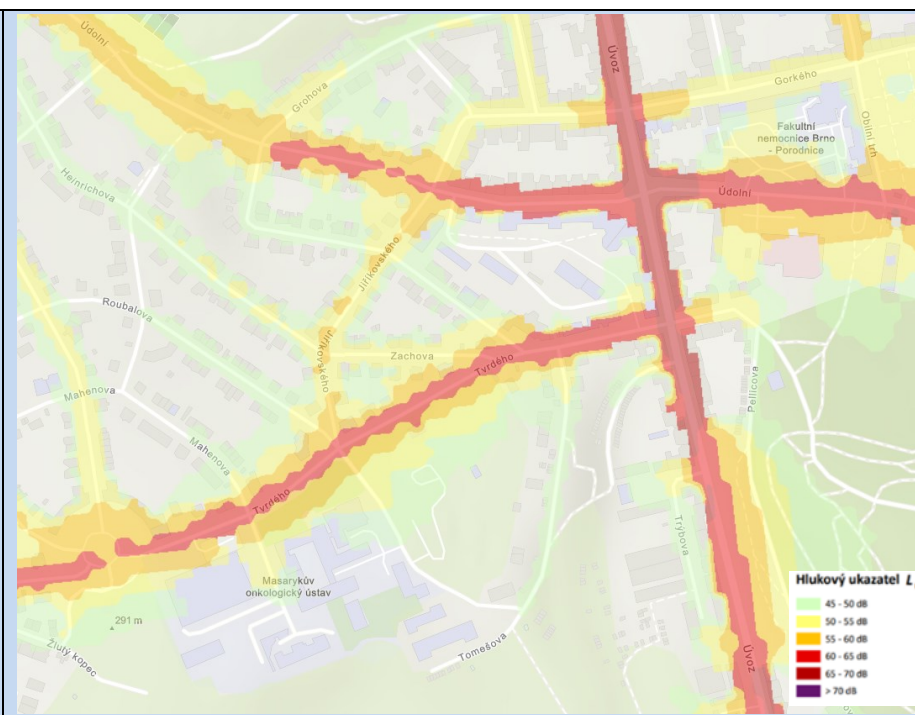 Údolní
Úvoz
Grohova
Gorkého
Fakultní
nemocnice Brno
- Porodnice
Obilní trh
Heinrichova
Údolní
Jiříkovského
Roubalova
Jiříkovského
Zachova
Tvrdého
Mahenova
Pellicova
Mahenova
Tvrdého
Trýbova
Masarykův
onkologický ústav
291 m
Žlutý kopec
Tomešova
Úvoz
Hlukový ukazatel L
45 - 50 dB
50 - 55 dB
55 - 60 dB
60 - 65 dB
65 - 70 dB
> 70 dB